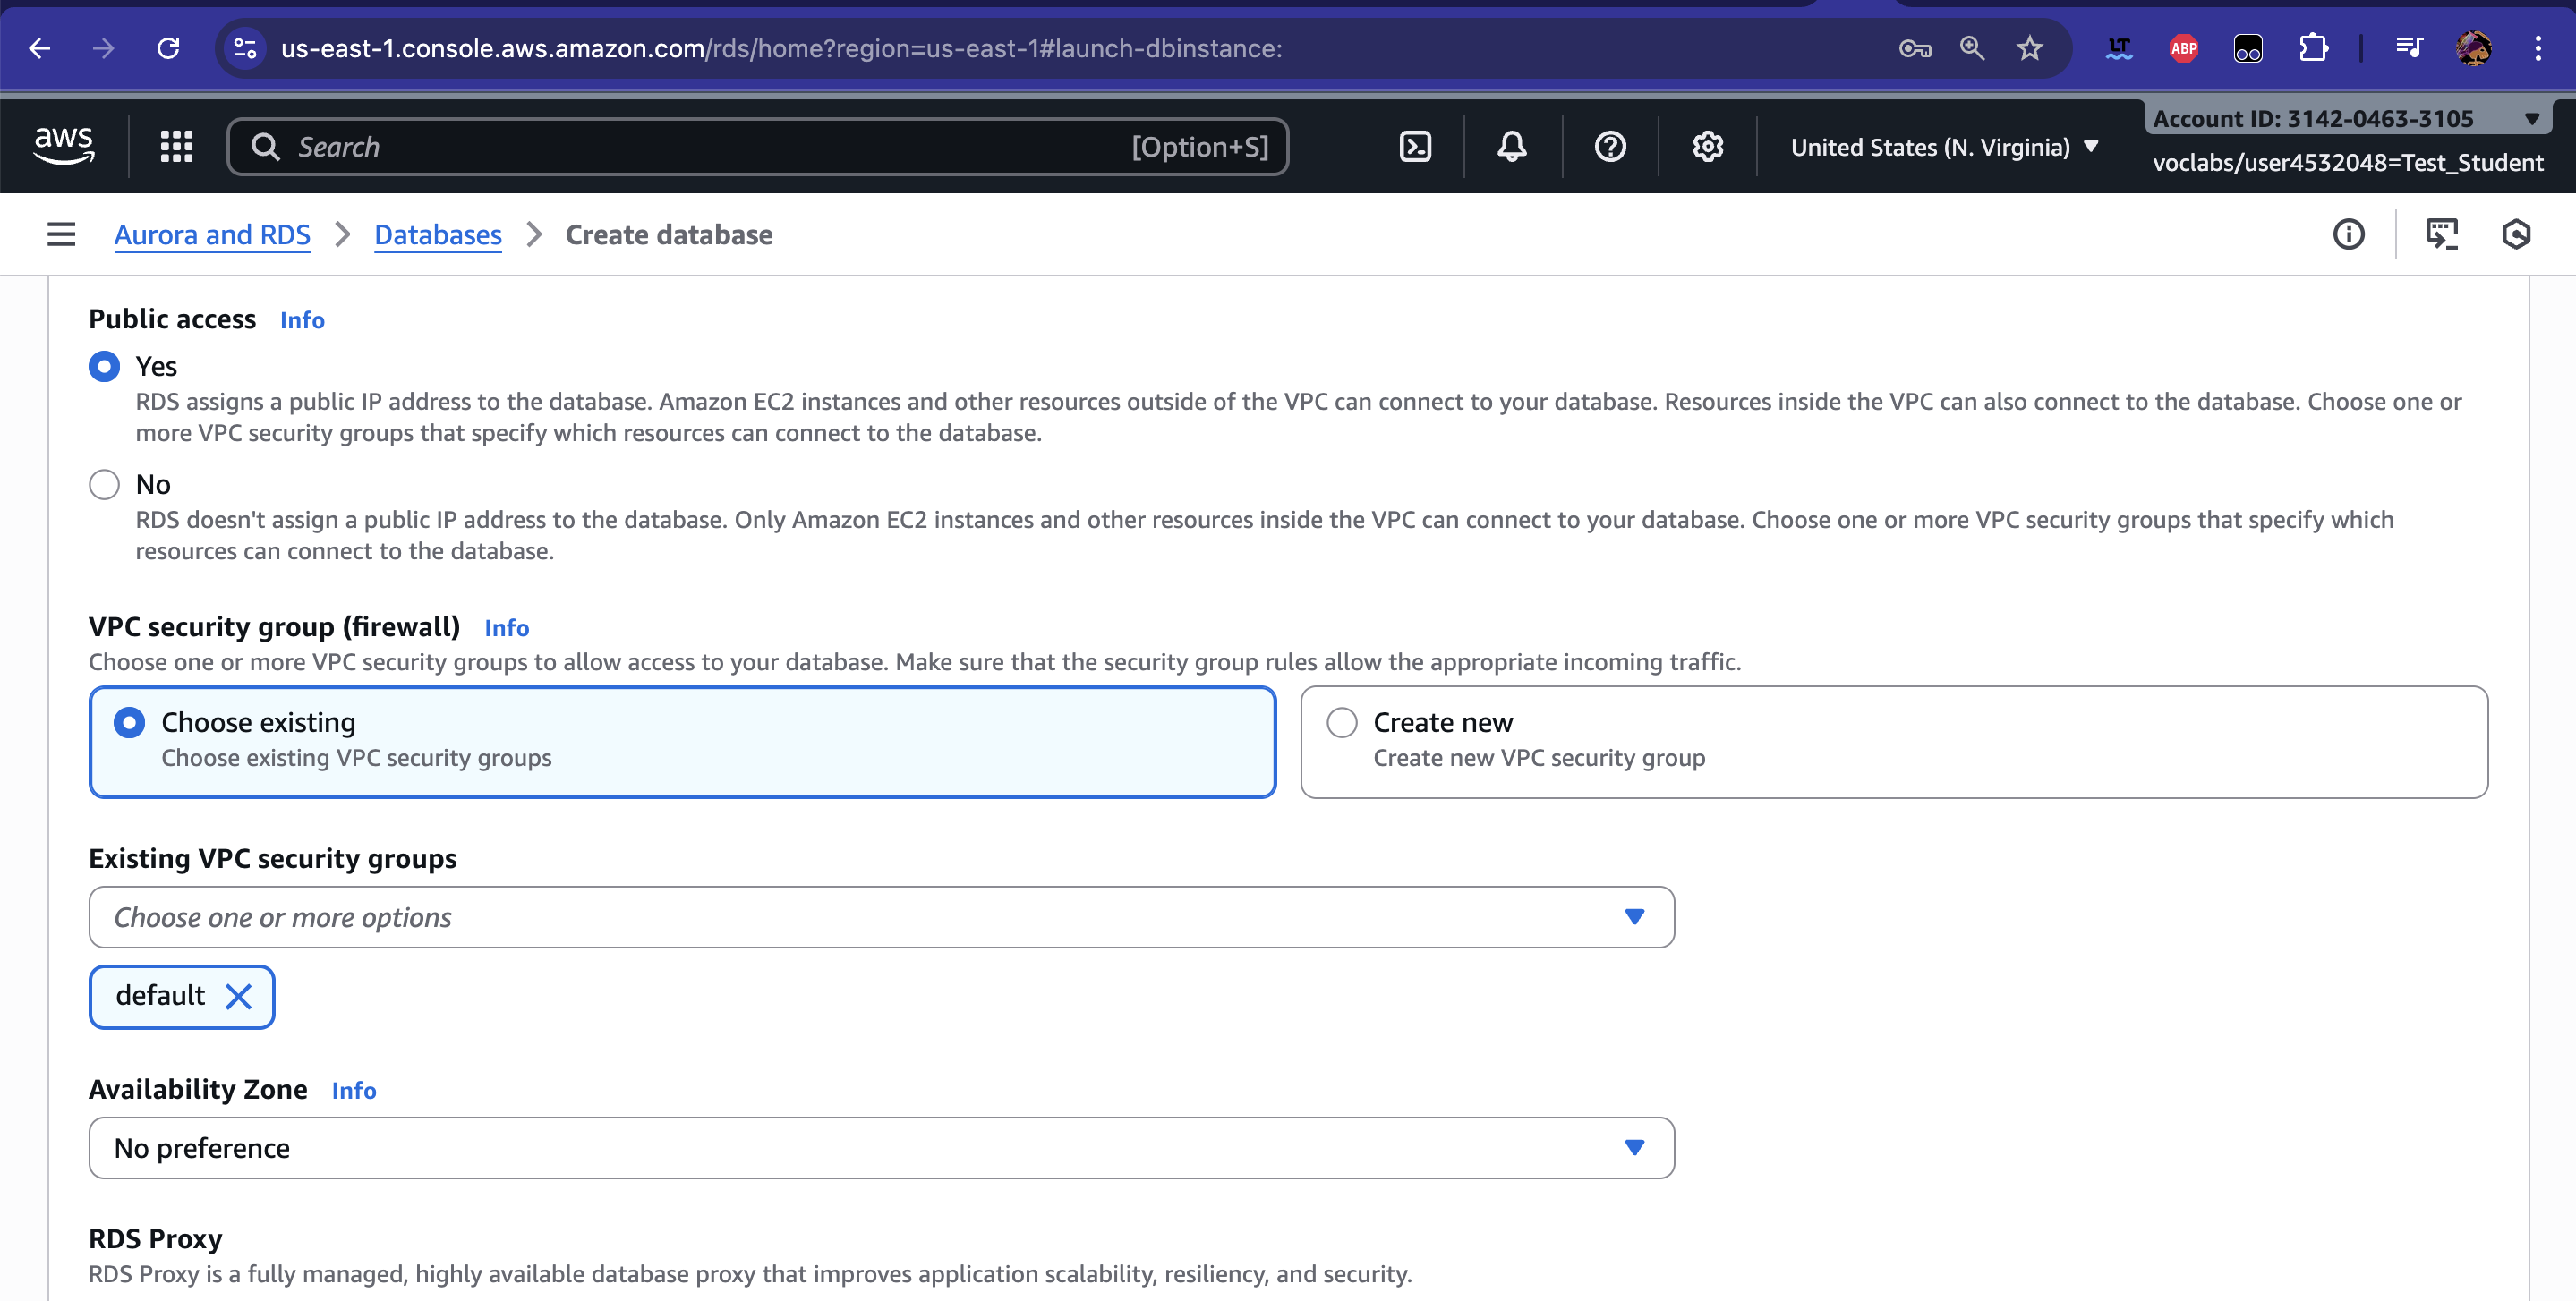 us-east-1.console.aws.amazon.com/rds/home?region=us-east-1#launch-dbinstance:
LT
ABP
aws
Search
[Option+S]
United States (N. Virginia)
Account ID: 3142-0463-3105
voclabs/user4532048=Test_Student
Aurora and RDS
Databases
Create database
Public access Info
Yes
RDS assigns a public IP address to the database. Amazon EC2 instances and other resources outside of the VPC can connect to your database. Resources inside the VPC can also connect to the database. Choose one or
more VPC security groups that specify which resources can connect to the database.
No
RDS doesn't assign a public IP address to the database. Only Amazon EC2 instances and other resources inside the VPC can connect to your database. Choose one or more VPC security groups that specify which
resources can connect to the database.
VPC security group (firewall) Info
Choose one or more VPC security groups to allow access to your database. Make sure that the security group rules allow the appropriate incoming traffic.
Choose existing
Choose existing VPC security groups
Create new
Create new VPC security group
Existing VPC security groups
Choose one or more options
default
Availability Zone Info
No preference
RDS Proxy
RDS Proxy is a fully managed, highly available database proxy that improves application scalability, resiliency, and security.